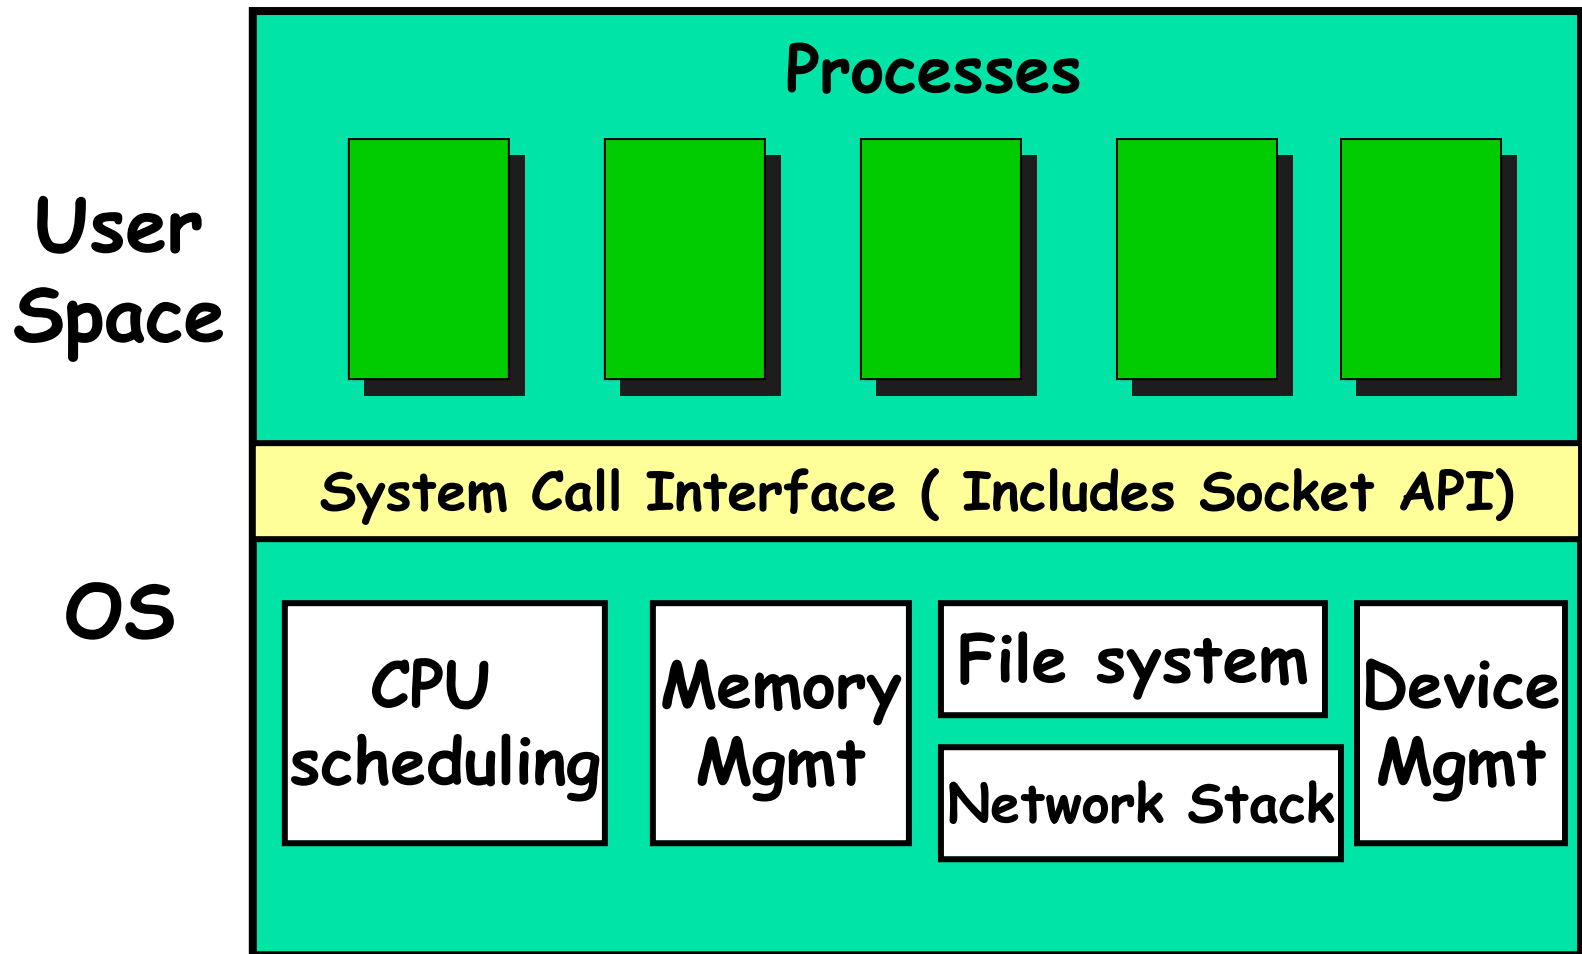 Processes
User
Space
System Call Interface ( Includes Socket API)
OS
CPU
scheduling
Memory
Mgmt
File system
Network Stack
Device
Mgmt